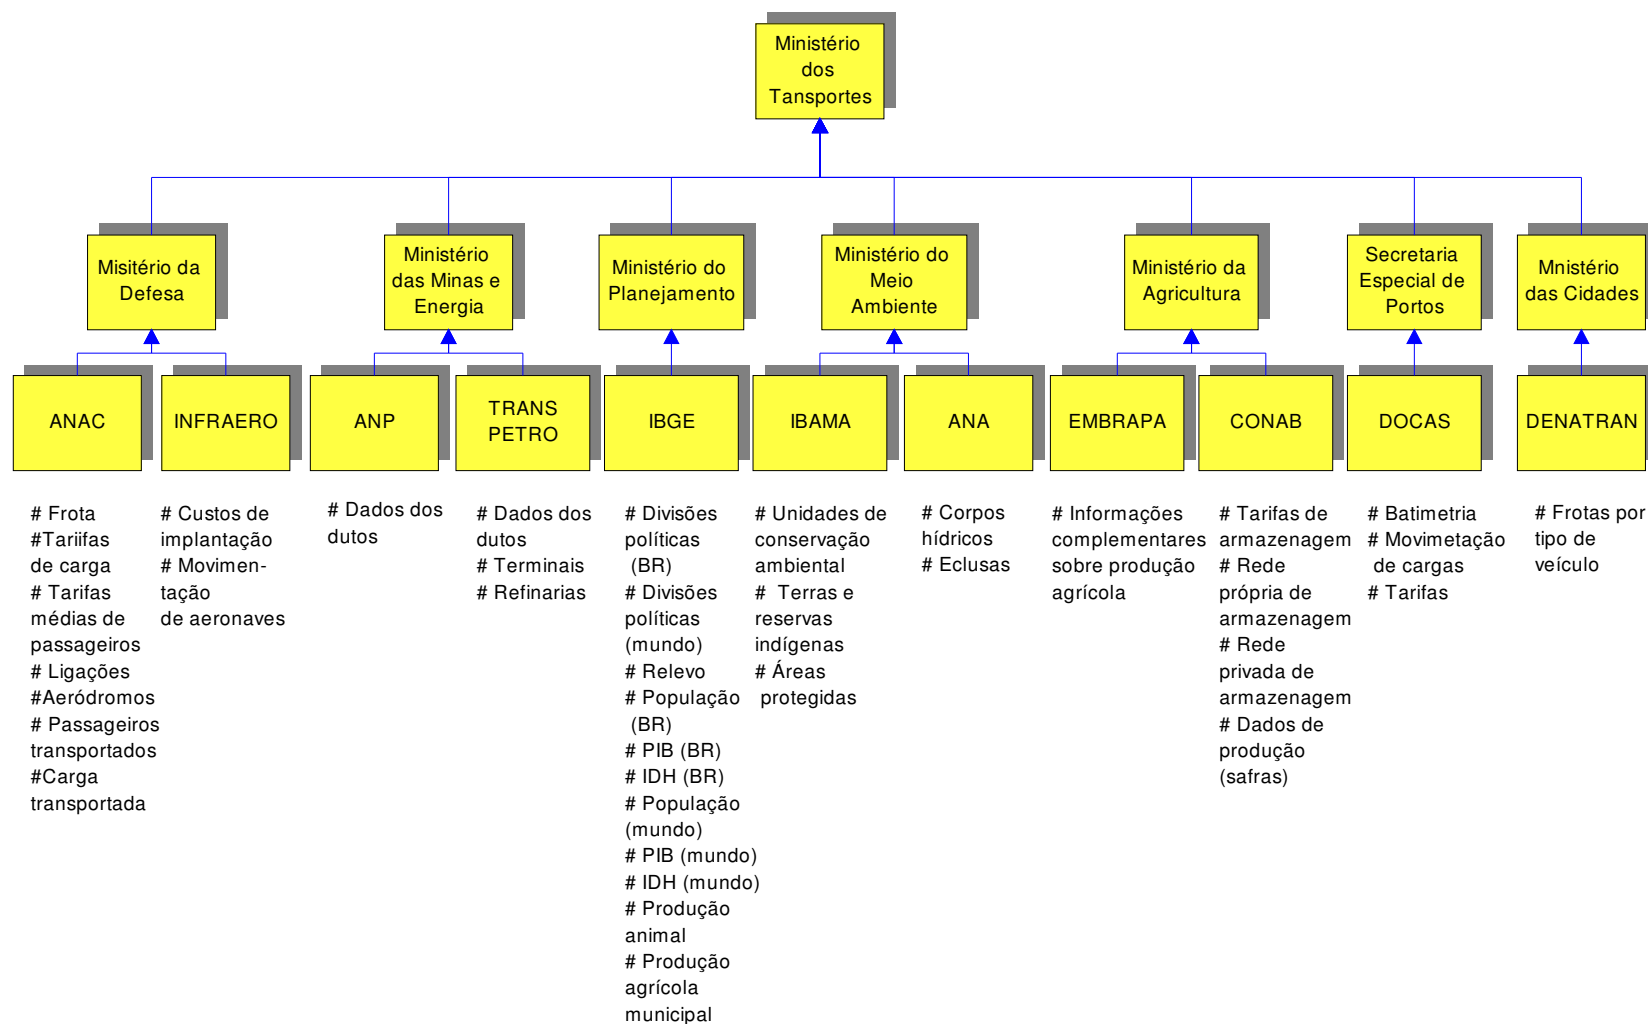 Ministério
dos
Tansportes
Misitério da
Defesa
Ministério
das Minas e
Energia
Ministério do
Planejamento
Ministério do
Meio
Ambiente
Ministério da
Agricultura
Secretaria
Especial de
Portos
Mnistério
das Cidades
ANAC
INFRAERO
ANP
TRANS
PETRO
IBGE
IBAMA
ANA
EMBRAPA
CONAB
DOCAS
DENATRAN
# Frota
#Tariifas
de carga
# Tarifas
médias de
passageiros
# Ligações
#Aeródromos
# Passageiros
transportados
#Carga
transportada
# Custos de
implantação
# Movimen-
tação
de aeronaves
# Dados dos
dutos
# Dados dos
dutos
# Terminais
# Refinarias
# Divisões
políticas
(BR)
# Divisões
políticas
(mundo)
# Relevo
# População
(BR)
# PIB (BR)
# IDH (BR)
# População
(mundo)
# PIB (mundo)
# IDH (mundo)
# Produção
animal
# Produção
agrícola
municipal
# Unidades de
conservação
ambiental
# Terras e
reservas
indígenas
# Áreas
protegidas
# Corpos
hídricos
# Eclusas
# Informações
complementares
sobre produção
agrícola
# Tarifas de
armazenagem
# Rede
própria de
armazenagem
# Rede
privada de
armazenagem
# Dados de
produção
(safras)
# Batimetria
# Movimetação
de cargas
# Tarifas
# Frotas por
tipo de
veículo